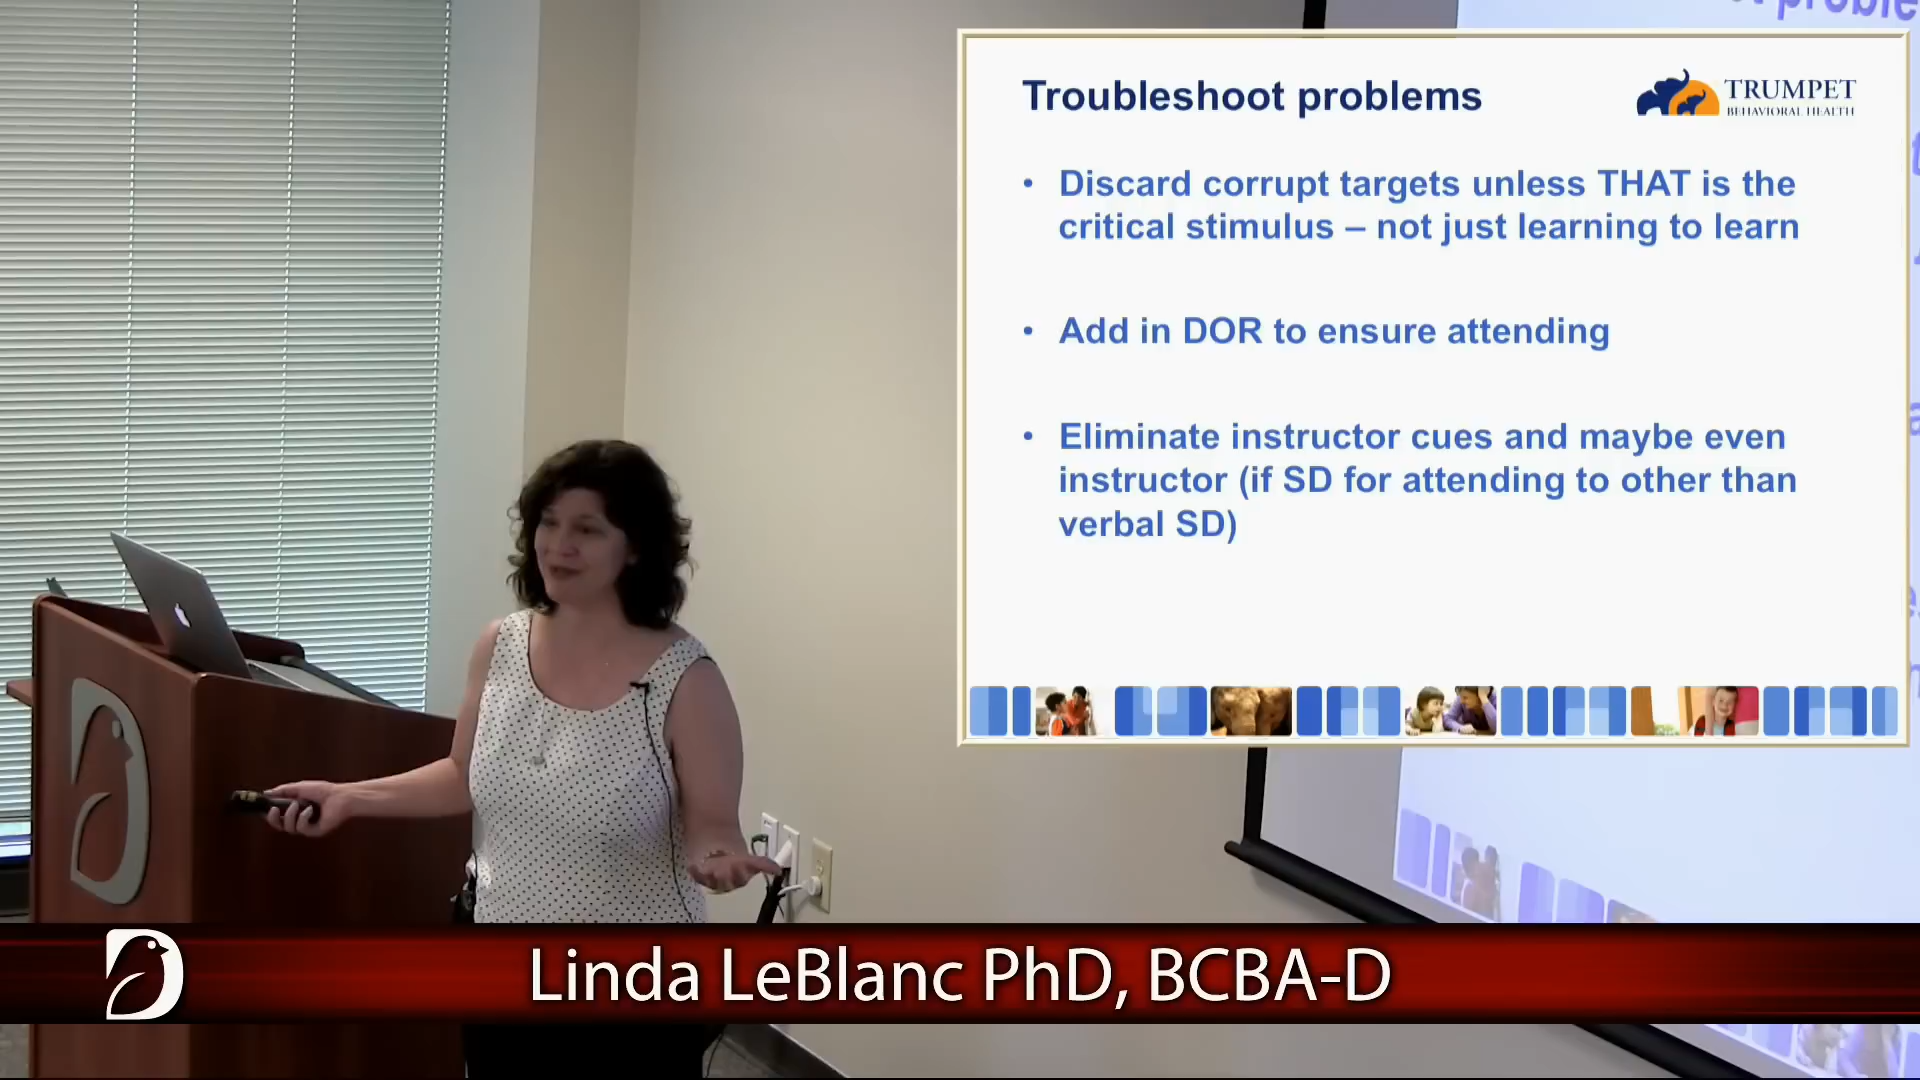 Troubleshoot problems
TRUMPET
BEHAVIORAL HEALTH
• Discard corrupt targets unless THAT is the
critical stimulus – not just learning to learn
• Add in DOR to ensure attending
• Eliminate instructor cues and maybe even
instructor (if SD for attending to other than
verbal SD)
Linda LeBlanc PhD, BCBA-D